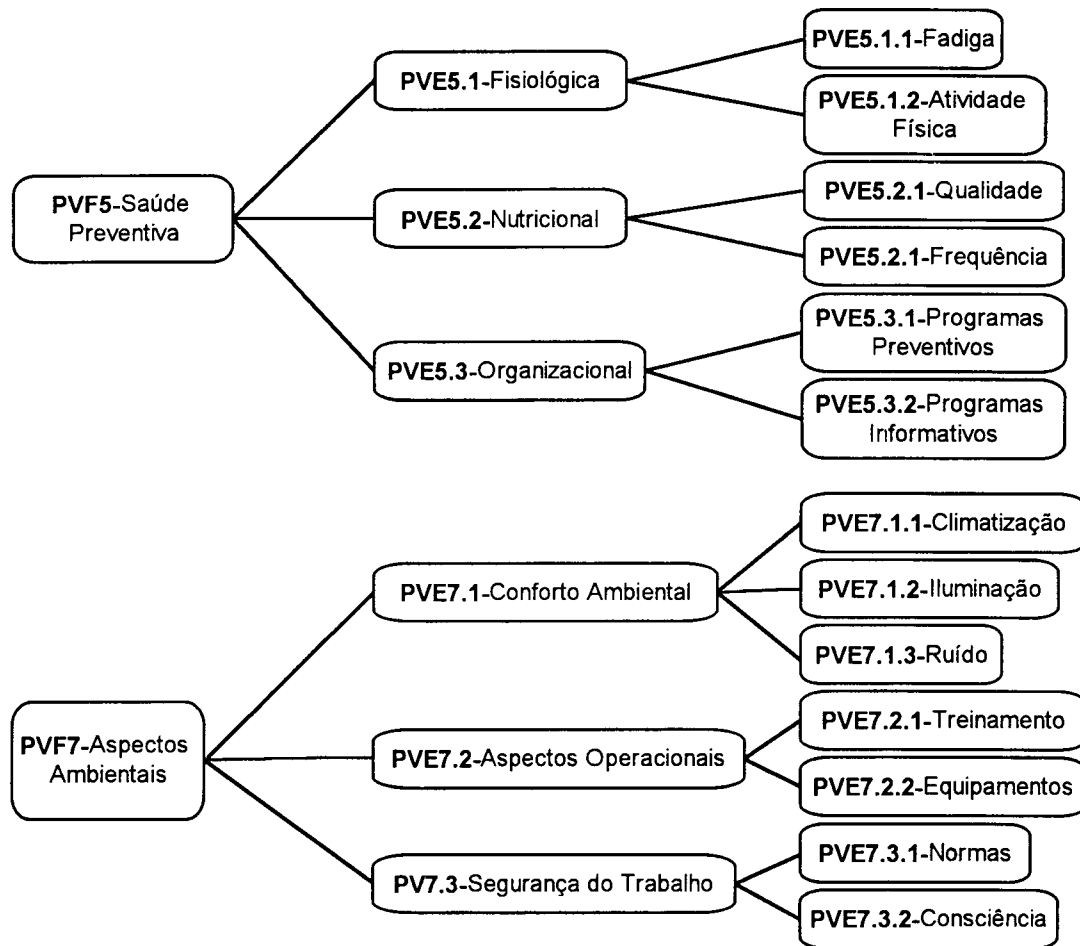 PVE5.1.1-Fadiga
PVE5.1-Fisiológica
PVE5.1.2-Atividade
Física
PVF5-Saúde
Preventiva
PVE5.2-Nutricional
PVE5.2.1-Qualidade
PVE5.2.1-Frequência
PVE5.3-Organizacional
PVE5.3.1-Programas
Preventivos
PVE5.3.2-Programas
Informativos
PVF7-Aspectos
Ambientais
PVE7.1-Conforto Ambiental
PVE7.1.1-Climatização
PVE7.1.2-Iluminação
PVE7.1.3-Ruído
PVE7.2-Aspectos Operacionais
PVE7.2.1-Treinamento
PVE7.2.2-Equipamentos
PV7.3-Segurança do Trabalho
PVE7.3.1-Normas
PVE7.3.2-Consciência